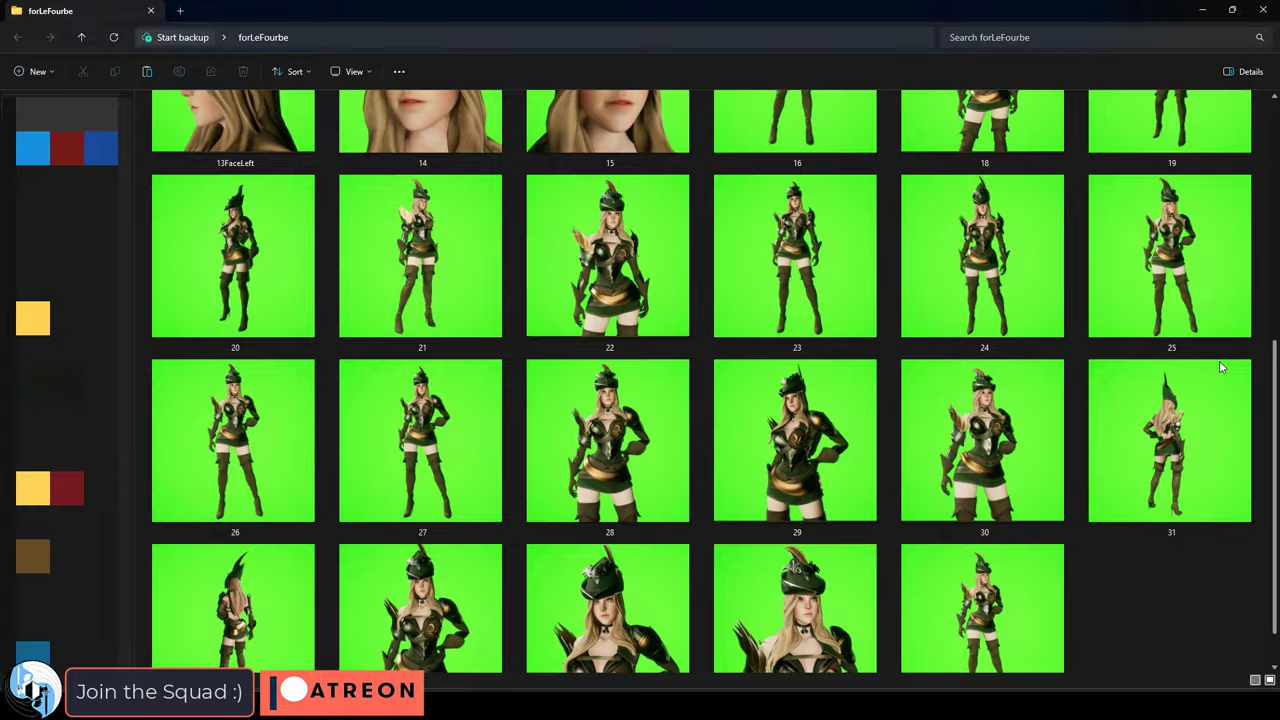 forLeFourbe
Start backup > forLeFourbe
Search forLeFourbe
New
Sort
View
Details
13FaceLeft 14 15 16 18 19
20 21 22 23 24 25
26 27 28 29 30 31
Join the Squad :)
PATREON